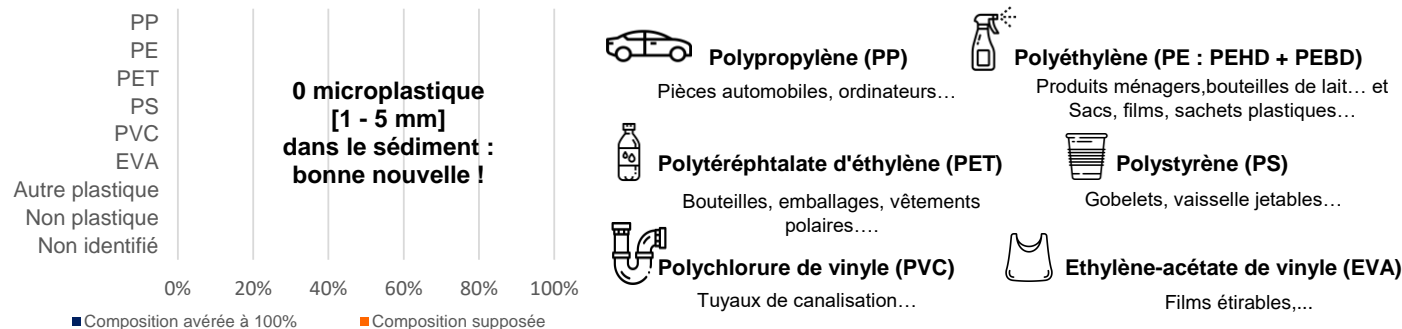 PP
PE
PET
PS
PVC
EVA
Autre plastique
Non plastique
Non identifié
0 microplastique
[1 - 5 mm]
dans le sédiment :
bonne nouvelle !
0% 20% 40% 60% 80% 100%
Composition avérée à 100% Composition supposée
Polypropylène (PP)
Pièces automobiles, ordinateurs…
Polyéthylène (PE : PEHD + PEBD)
Produits ménagers,bouteilles de lait… et
Sacs, films, sachets plastiques…
Polytéréphtalate d'éthylène (PET)
Bouteilles, emballages, vêtements
polaires….
Polystyrène (PS)
Gobelets, vaisselle jetables…
Polychlorure de vinyle (PVC)
Tuyaux de canalisation…
Ethylène-acétate de vinyle (EVA)
Films étirables,...